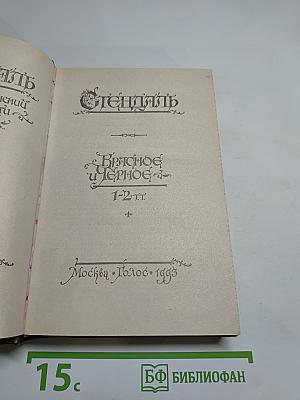 Стендаль
Красное
и Черное
1-2 тт.
Москва «Голос» 1993
15с
БФ БИБЛИОФАН